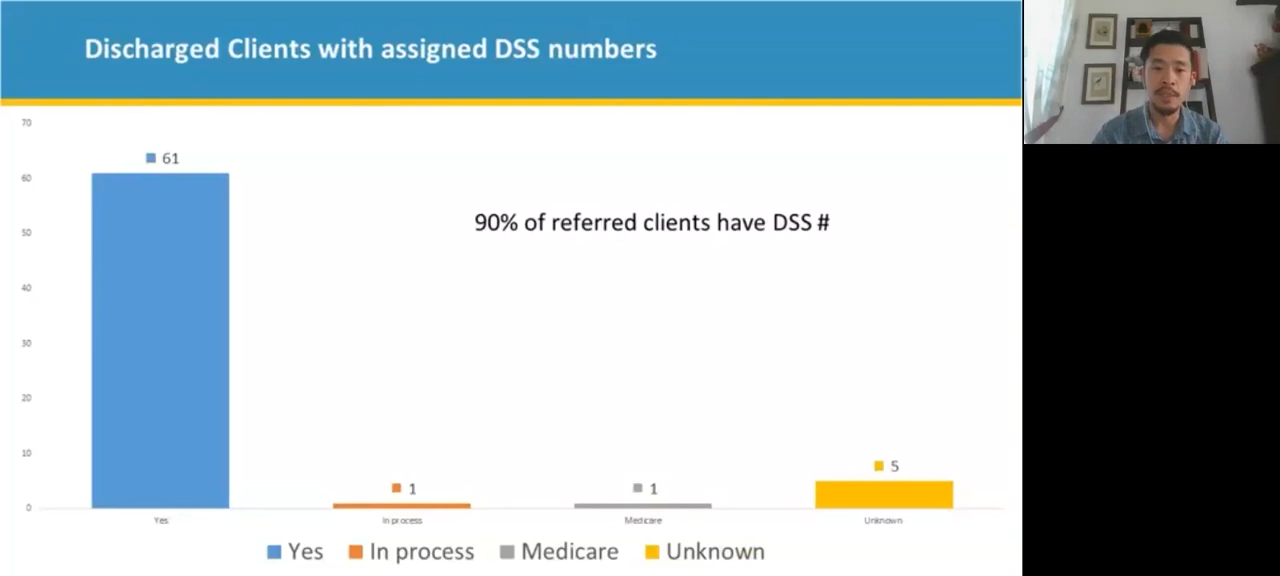 Discharged Clients with assigned DSS numbers
70
61
60
90% of referred clients have DSS #
50
40
30
20
10
5
1
1
0
Yes
In process
Medicare
Unknown
Yes In process Medicare Unknown